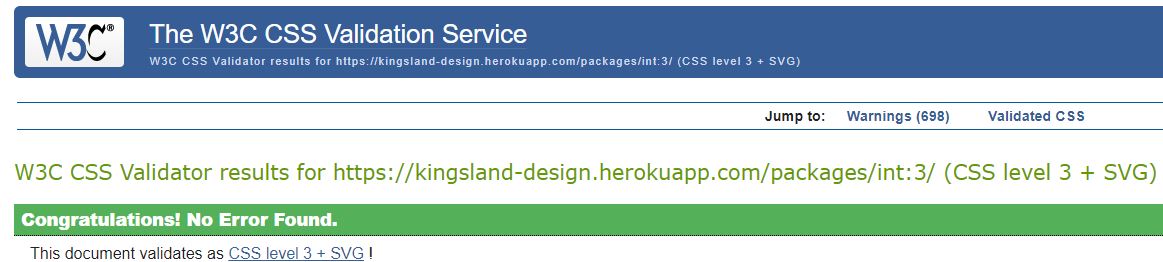 W3C®
The W3C CSS Validation Service
W3C CSS Validator results for https://kingsland-design.herokuapp.com/packages/int:3/ (CSS level 3 + SVG)
Jump to: Warnings (698) Validated CSS
W3C CSS Validator results for https://kingsland-design.herokuapp.com/packages/int:3/ (CSS level 3 + SVG)
Congratulations! No Error Found.
This document validates as CSS level 3 + SVG !